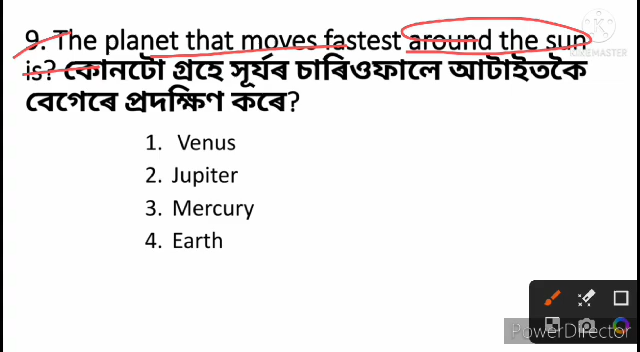 9. The planet that moves fastest around the sun
is? কোনটো গ্ৰহে সূৰ্যৰ চাৰিওফালে আটাইতকৈ
বেগেৰে প্ৰদক্ষিণ কৰে?
1. Venus
2. Jupiter
3. Mercury
4. Earth
PowerDirector